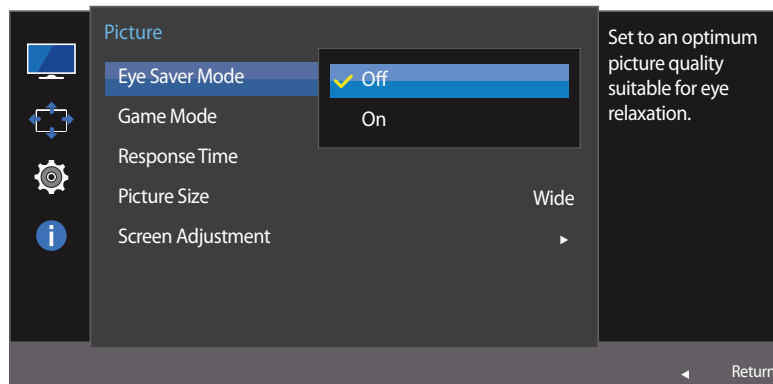 Picture
Eye Saver Mode
Off
Game Mode
On
Response Time
Picture Size
Wide
Screen Adjustment
Set to an optimum
picture quality
suitable for eye
relaxation.
Return